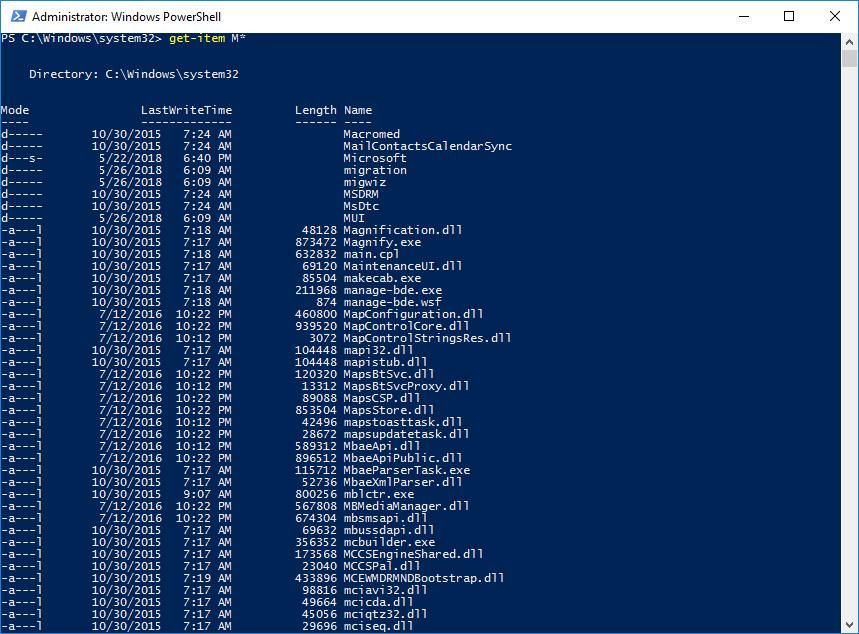 Administrator: Windows PowerShell
PS C:\Windows\system32> get-item M*
Directory: C:\Windows\system32
Mode LastWriteTime Length Name
---- ------------- ------ ----
d----- 10/30/2015 7:24 AM Macromed
d----- 10/30/2015 7:24 AM MailContactsCalendarSync
d---s- 5/22/2018 6:40 PM Microsoft
d----- 5/26/2018 6:09 AM migration
d----- 5/26/2018 6:09 AM migwiz
d----- 10/30/2015 7:24 AM MSDRM
d----- 10/30/2015 7:24 AM MsDtc
d----- 5/26/2018 6:09 AM MUI
-a---l 10/30/2015 7:18 AM 48128 Magnification.dll
-a---l 10/30/2015 7:17 AM 873472 Magnify.exe
-a---l 10/30/2015 7:18 AM 632832 main.cpl
-a---l 10/30/2015 7:17 AM 69120 MaintenanceUI.dll
-a---l 10/30/2015 7:17 AM 85504 makecab.exe
-a---l 10/30/2015 7:18 AM 211968 manage-bde.exe
-a---l 10/30/2015 7:18 AM 874 manage-bde.wsf
-a---l 7/12/2016 10:22 PM 460800 MapConfiguration.dll
-a---l 7/12/2016 10:22 PM 939520 MapControlCore.dll
-a---l 7/12/2016 10:12 PM 3072 MapControlStringsRes.dll
-a---l 10/30/2015 7:17 AM 104448 mapi32.dll
-a---l 10/30/2015 7:17 AM 104448 mapistub.dll
-a---l 7/12/2016 10:22 PM 120320 MapsBtSvc.dll
-a---l 7/12/2016 10:12 PM 13312 MapsBtSvcProxy.dll
-a---l 7/12/2016 10:22 PM 89088 MapsCSP.dll
-a---l 7/12/2016 10:22 PM 853504 MapsStore.dll
-a---l 7/12/2016 10:12 PM 42496 mapstoasttask.dll
-a---l 7/12/2016 10:22 PM 28672 mapsupdatetask.dll
-a---l 7/12/2016 10:12 PM 589312 MbaeApi.dll
-a---l 7/12/2016 10:22 PM 896512 MbaeApiPublic.dll
-a---l 10/30/2015 7:17 AM 115712 MbaeParserTask.exe
-a---l 10/30/2015 7:17 AM 52736 MbaeXmlParser.dll
-a---l 10/30/2015 9:07 AM 800256 mblctr.exe
-a---l 7/12/2016 10:22 PM 567808 MBMediaManager.dll
-a---l 7/12/2016 10:22 PM 674304 mbsmsapi.dll
-a---l 10/30/2015 7:17 AM 69632 mbussdapi.dll
-a---l 10/30/2015 7:17 AM 356352 mcbuilder.exe
-a---l 10/30/2015 7:17 AM 173568 MCCSEngineShared.dll
-a---l 10/30/2015 7:17 AM 23040 MCCSPal.dll
-a---l 10/30/2015 7:19 AM 433896 MCEWMDRMNDBootstrap.dll
-a---l 10/30/2015 7:17 AM 98816 mciavi32.dll
-a---l 10/30/2015 7:17 AM 49664 mcicda.dll
-a---l 10/30/2015 7:17 AM 45056 mciqtz32.dll
-a---l 10/30/2015 7:17 AM 29696 mciseq.dll